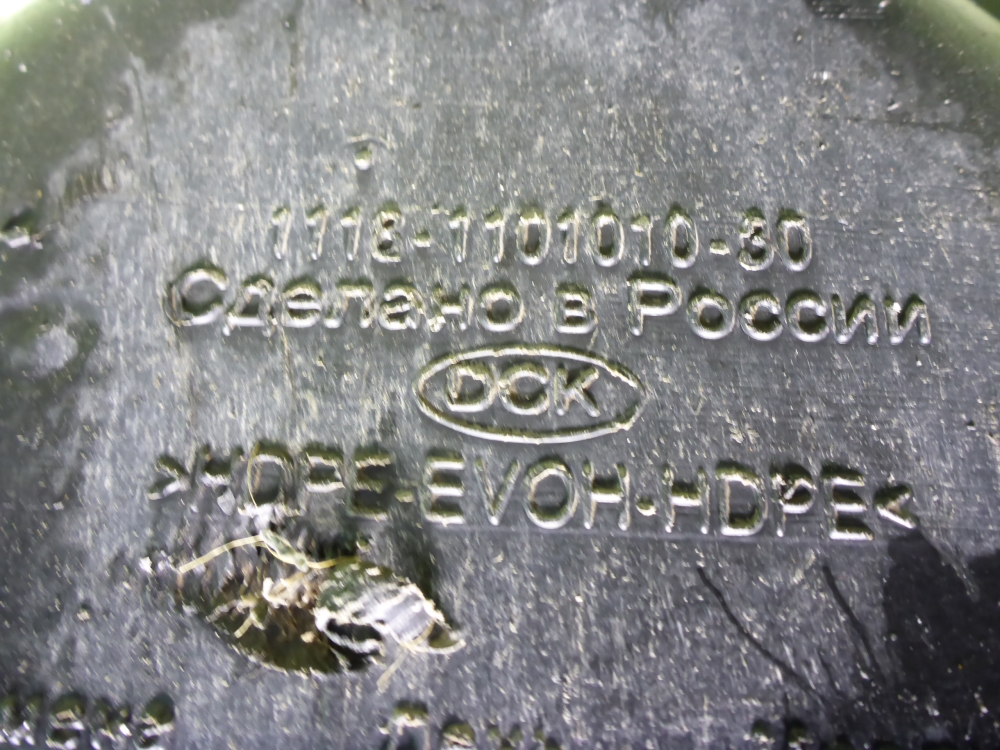 1118-1101010-30
Сделано в России
DCK
>HDPE-EVOH-HDPE<